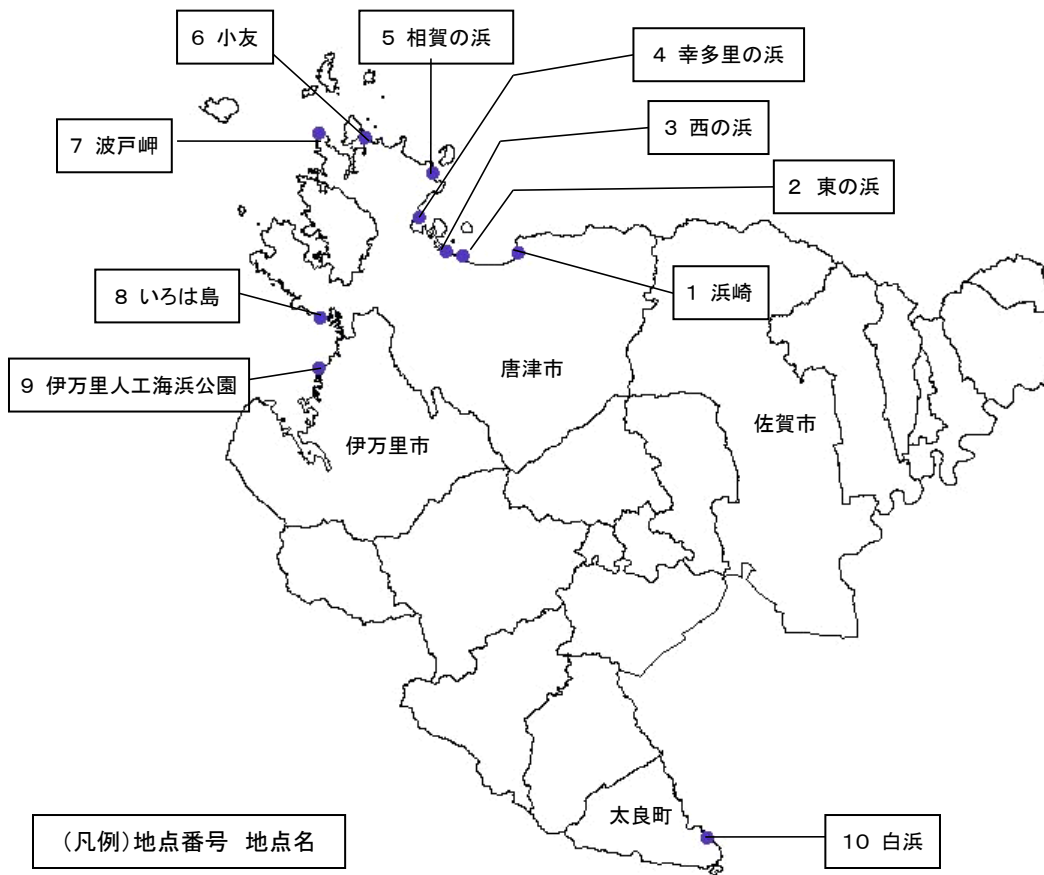 6 小友
5 相賀の浜
4 幸多里の浜
3 西の浜
7 波戸岬
2 東の浜
1 浜崎
8 いろは島
唐津市
9 伊万里人工海浜公園
佐賀市
伊万里市
太良町
(凡例)地点番号 地点名
10 白浜